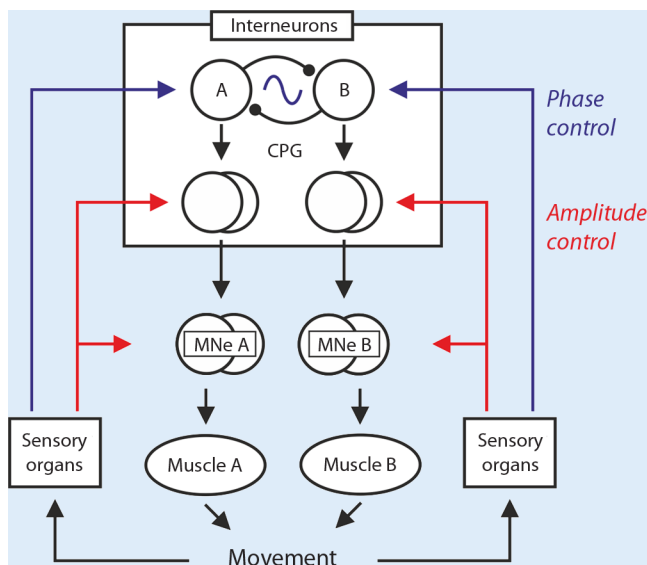 Interneurons
A
B
Phase
control
CPG
Amplitude
control
MNe A
MNe B
Sensory
organs
Muscle A
Muscle B
Sensory
organs
Movement